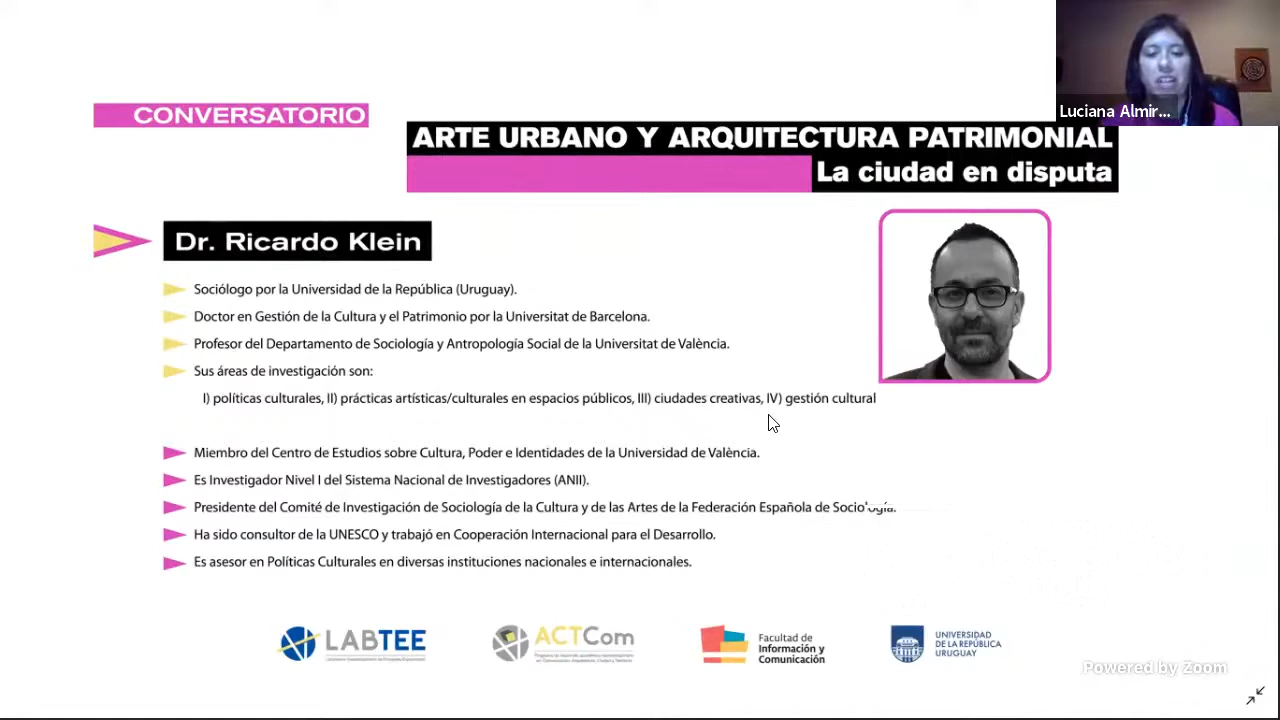 CONVERSATORIO
Luciana Almir...
ARTE URBANO Y ARQUITECTURA PATRIMONIAL
La ciudad en disputa
Dr. Ricardo Klein
Sociólogo por la Universidad de la República (Uruguay).
Doctor en Gestión de la Cultura y el Patrimonio por la Universitat de Barcelona.
Profesor del Departamento de Sociología y Antropología Social de la Universitat de València.
Sus áreas de investigación son:
I) políticas culturales, II) prácticas artísticas/culturales en espacios públicos, III) ciudades creativas, IV) gestión cultural
Miembro del Centro de Estudios sobre Cultura, Poder e Identidades de la Universidad de València.
Es Investigador Nivel I del Sistema Nacional de Investigadores (ANII).
Presidente del Comité de Investigación de Sociología de la Cultura y de las Artes de la Federación Española de Sociología.
Ha sido consultor de la UNESCO y trabajó en Cooperación Internacional para el Desarrollo.
Es asesor en Políticas Culturales en diversas instituciones nacionales e internacionales.
LABTEE
ACTCom
Facultad de
Información y
Comunicación
UNIVERSIDAD
DE LA REPÚBLICA
URUGUAY
Powered by Zoom